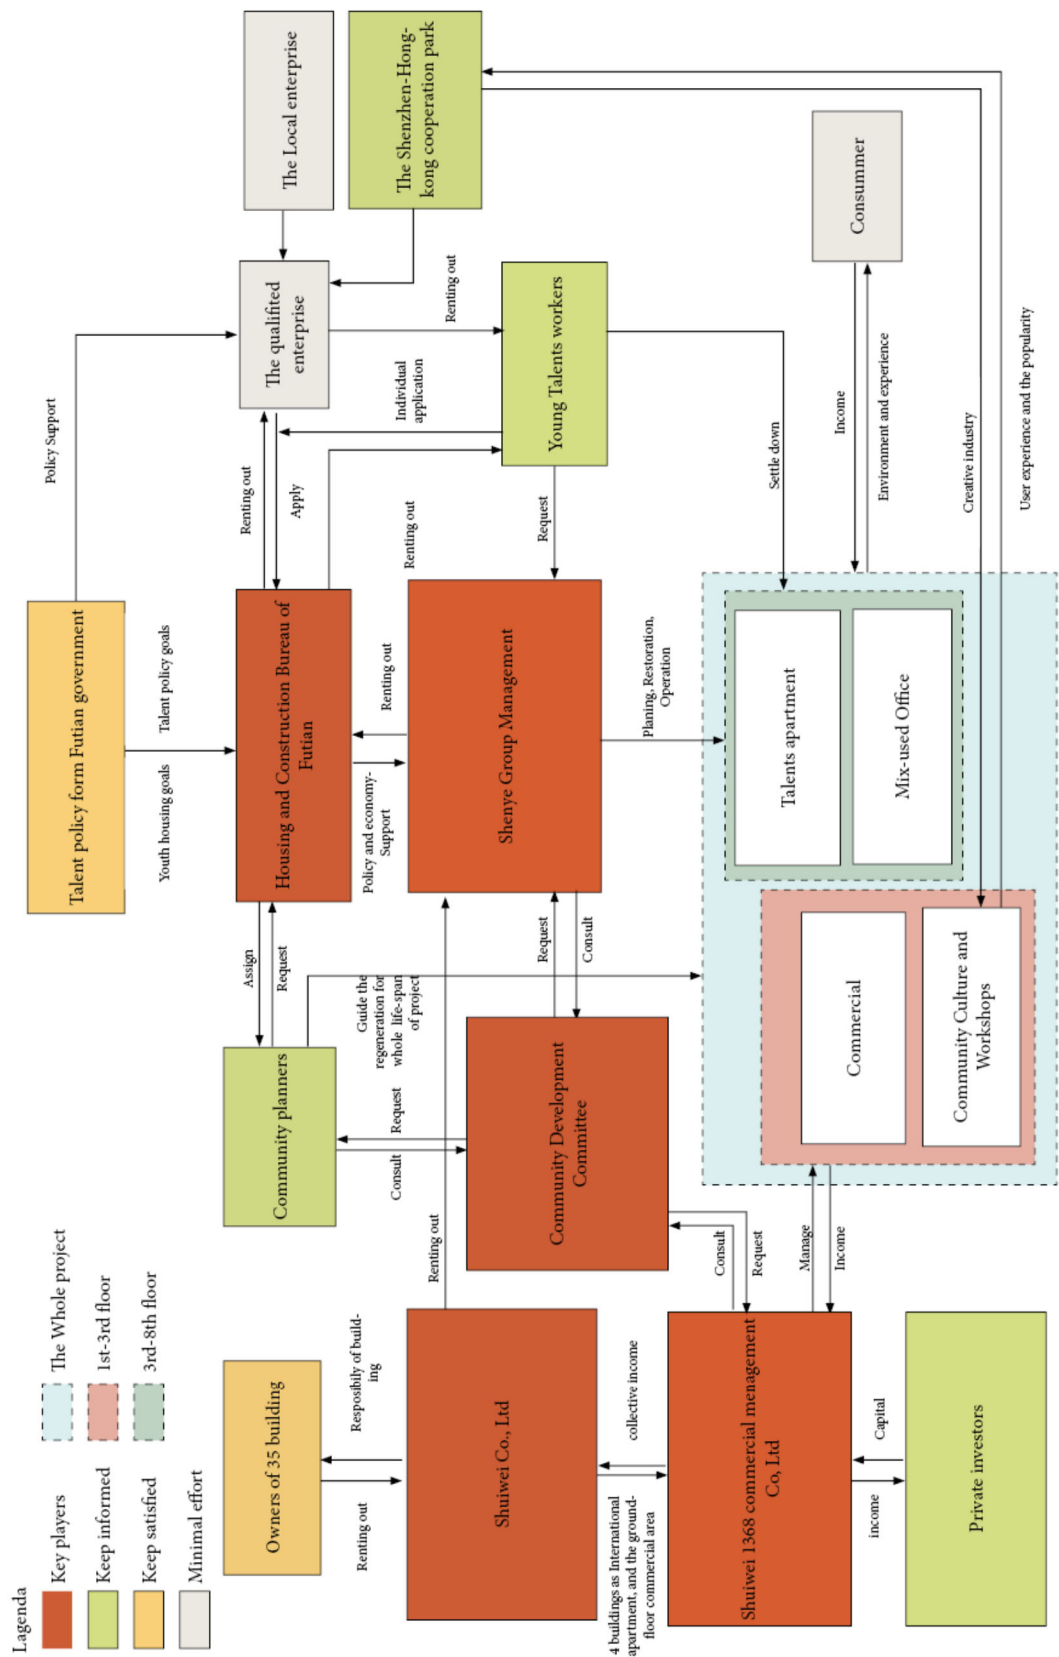 Lagenda
Key players
Keep informed
Keep satisfied
Minimal effort
The Whole project
1st-3rd floor
3rd-8th floor
Talent policy form Futian government
Policy Support
Youth housing goals
Talent policy goals
Owners of 35 building
Renting out
Resposibily of build-
ing
Community planners
Assign
Request
Housing and Construction Bureau of
Futian
Renting out
Apply
The qualifited
enterprise
The Local enterprise
The Shenzhen-Hong-
kong cooperation park
Consult
Request
Guide the
regeneration for
whole life-span
of project
Policy and economy-
Support
Renting out
Renting out
Individual
application
Renting out
Shuiwei Co., Ltd
Renting out
Community Development
Committee
Request
Consult
Shenye Group Management
Request
Young Talents workers
4 buildings as International
apartment, and the ground-
floor commercial area
collective income
Consult
Request
Planing, Restoration,
Operation
Settle down
Shuiwei 1368 commercial menagement
Co, Ltd
Manage
Income
Commercial
Community Culture and
Workshops
Talents apartment
Mix-used Office
Income
Environment and experience
Consummer
income
Capital
Private investors
Creative industry
User experience and the popularity